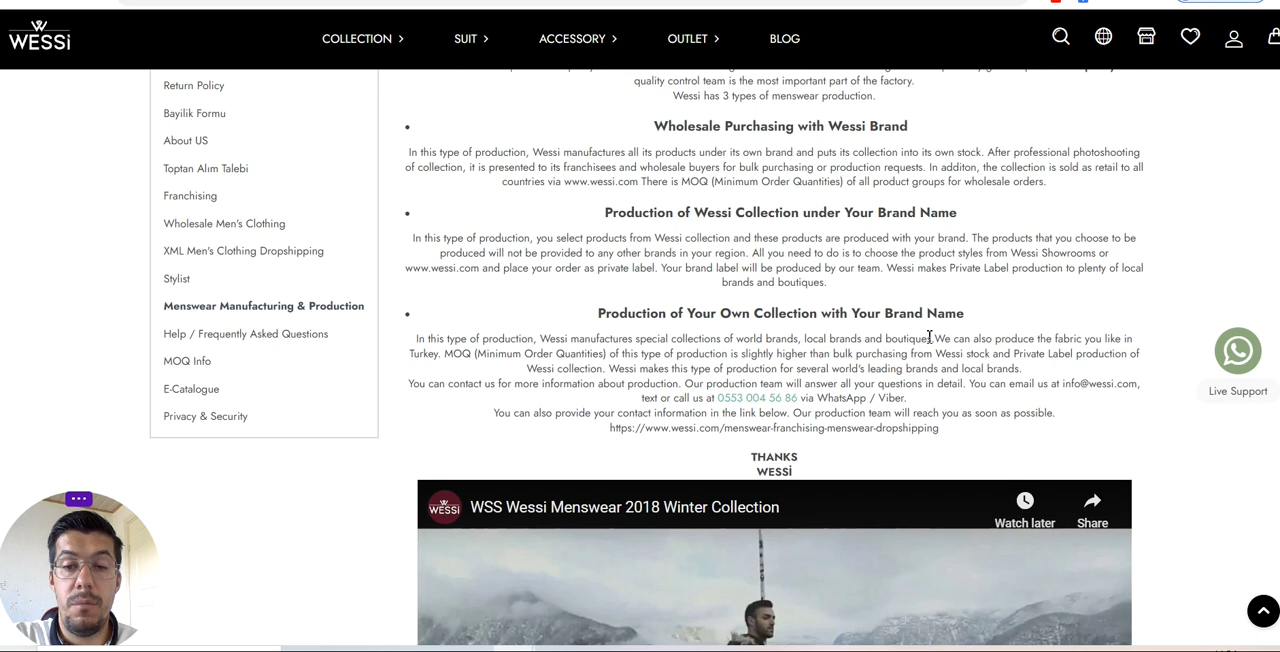 WESSi
COLLECTION >
SUIT >
ACCESSORY >
OUTLET >
BLOG
Return Policy
Bayilik Formu
About US
Toptan Alım Talebi
Franchising
Wholesale Men's Clothing
XML Men's Clothing Dropshipping
Stylist
Menswear Manufacturing & Production
Help / Frequently Asked Questions
MOQ Info
E-Catalogue
Privacy & Security
quality control team is the most important part of the factory.
Wessi has 3 types of menswear production.
• Wholesale Purchasing with Wessi Brand
In this type of production, Wessi manufactures all its products under its own brand and puts its collection into its own stock. After professional photoshooting
of collection, it is presented to its franchisees and wholesale buyers for bulk purchasing or production requests. In additon, the collection is sold as retail to all
countries via www.wessi.com There is MOQ (Minimum Order Quantities) of all product groups for wholesale orders.
• Production of Wessi Collection under Your Brand Name
In this type of production, you select products from Wessi collection and these products are produced with your brand. The products that you choose to be
produced will not be provided to any other brands in your region. All you need to do is to choose the product styles from Wessi Showrooms or
www.wessi.com and place your order as private label. Your brand label will be produced by our team. Wessi makes Private Label production to plenty of local
brands and boutiques.
• Production of Your Own Collection with Your Brand Name
In this type of production, Wessi manufactures special collections of world brands, local brands and boutiques.We can also produce the fabric you like in
Turkey. MOQ (Minimum Order Quantities) of this type of production is slightly higher than bulk purchasing from Wessi stock and Private Label production of
Wessi collection. Wessi makes this type of production for several world's leading brands and local brands.
You can contact us for more information about production. Our production team will answer all your questions in detail. You can email us at info@wessi.com,
text or call us at 0553 004 56 86 via WhatsApp / Viber.
You can also provide your contact information in the link below. Our production team will reach you as soon as possible.
https://www.wessi.com/menswear-franchising-menswear-dropshipping
THANKS
WESSİ
WESSi
WSS Wessi Menswear 2018 Winter Collection
Watch later
Share
Live Support